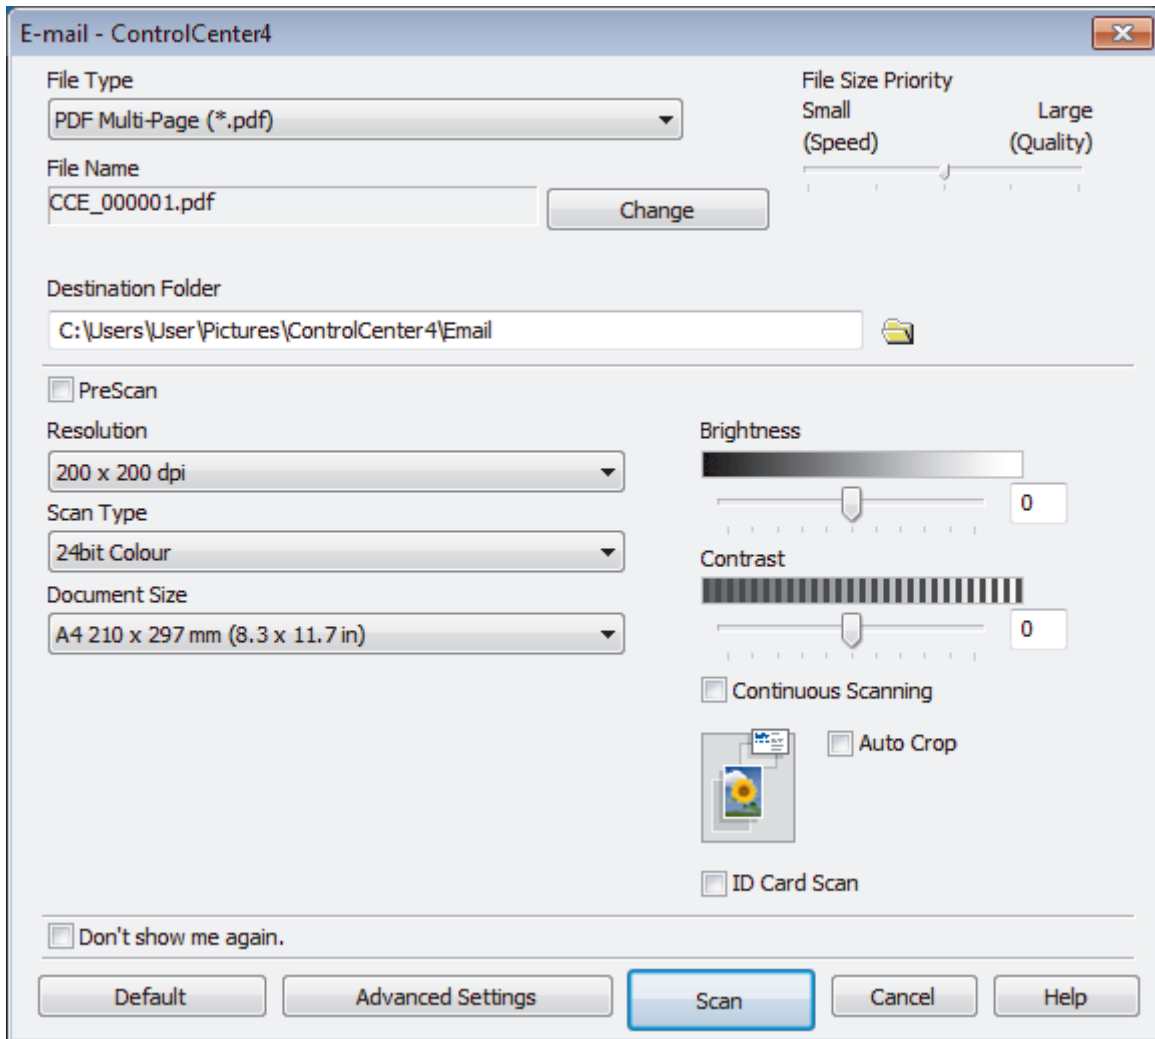 E-mail - ControlCenter4
File Type
PDF Multi-Page (*.pdf)
File Size Priority
Small Large
(Speed) (Quality)
File Name
CCE_000001.pdf
Change
Destination Folder
C:\Users\User\Pictures\ControlCenter4\Email
PreScan
Resolution
200 x 200 dpi
Scan Type
24bit Colour
Document Size
A4 210 x 297 mm (8.3 x 11.7 in)
Brightness
0
Contrast
0
Continuous Scanning
Auto Crop
ID Card Scan
Don't show me again.
Default Advanced Settings Scan Cancel Help